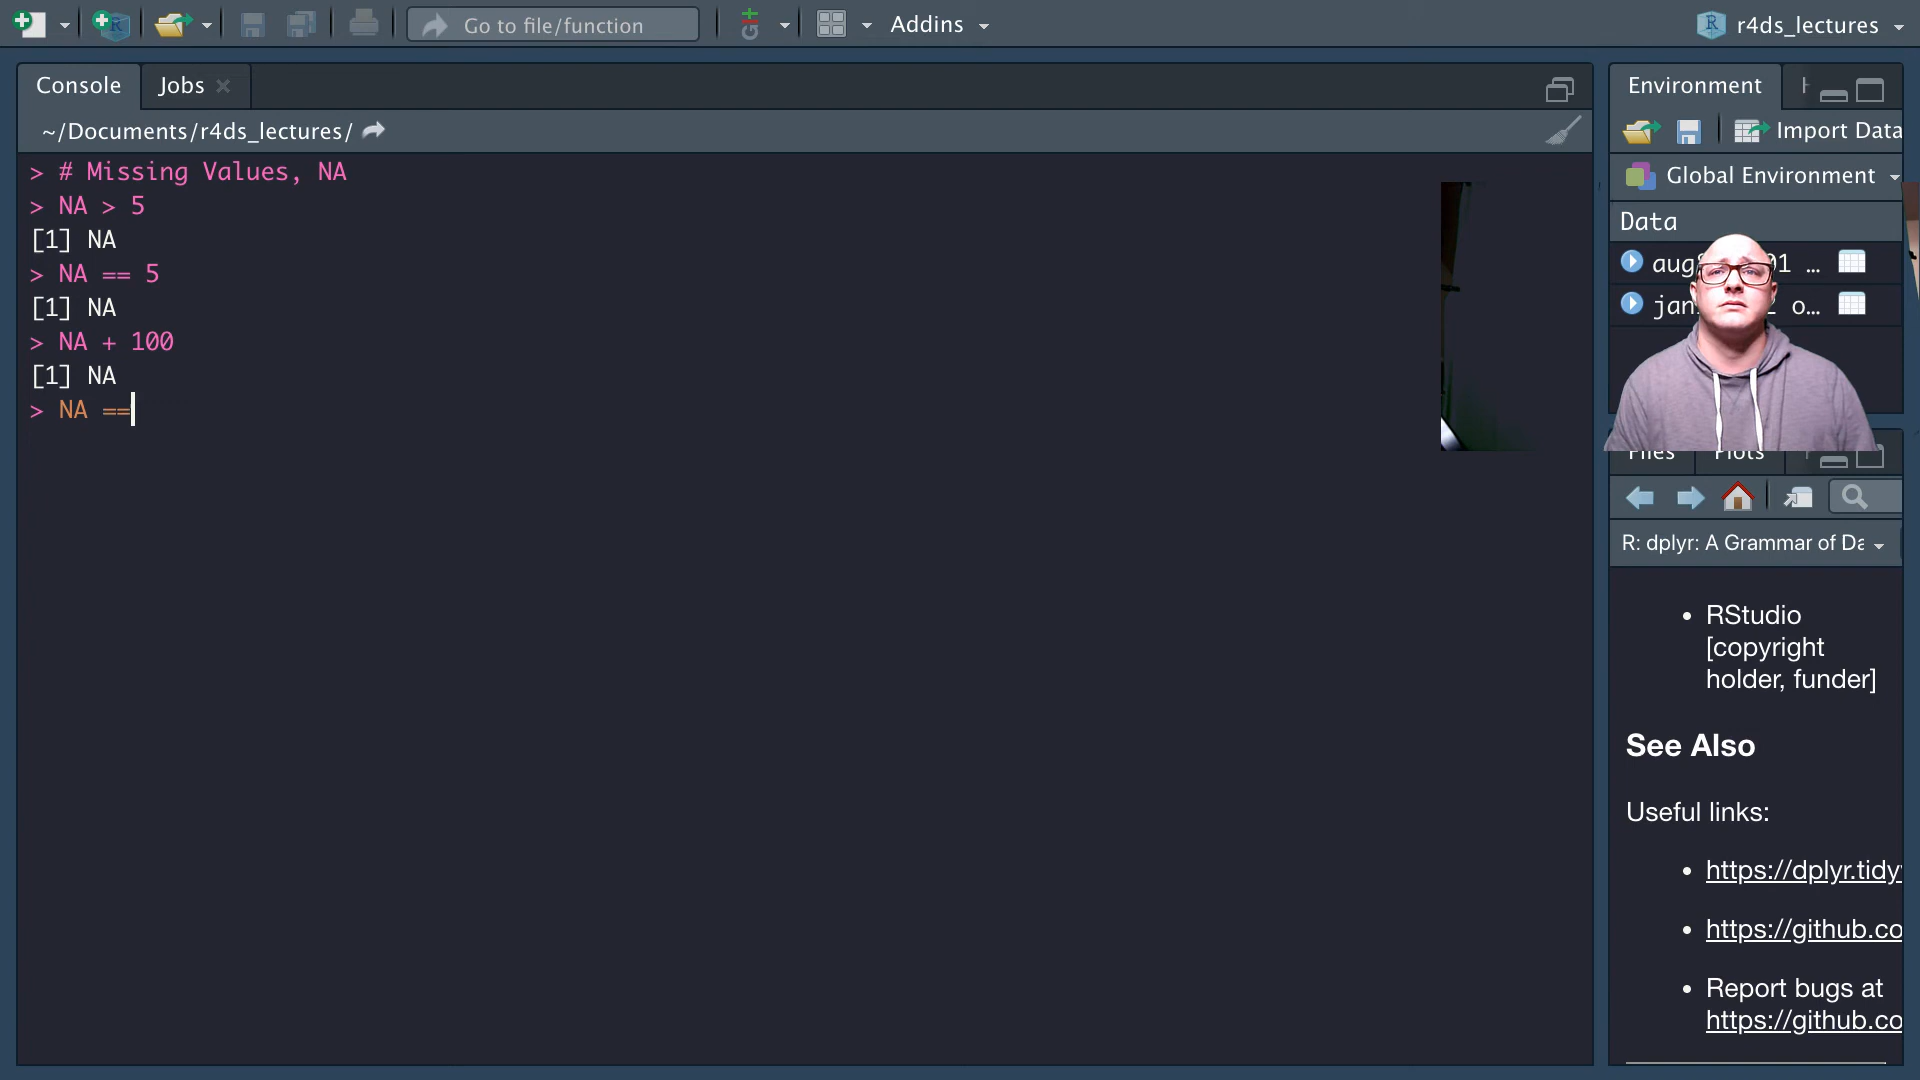 Go to file/function
Addins
r4ds_lectures
Console
Jobs
~/Documents/r4ds_lectures/
> # Missing Values, NA
> NA > 5
[1] NA
> NA == 5
[1] NA
> NA + 100
[1] NA
> NA ==
Environment
Import Data
Global Environment
Data
o...
Files
Plots
R: dplyr: A Grammar of Da
• RStudio
[copyright
holder, funder]
See Also
Useful links:
• https://dplyr.tidy
• https://github.co
• Report bugs at
https://github.co